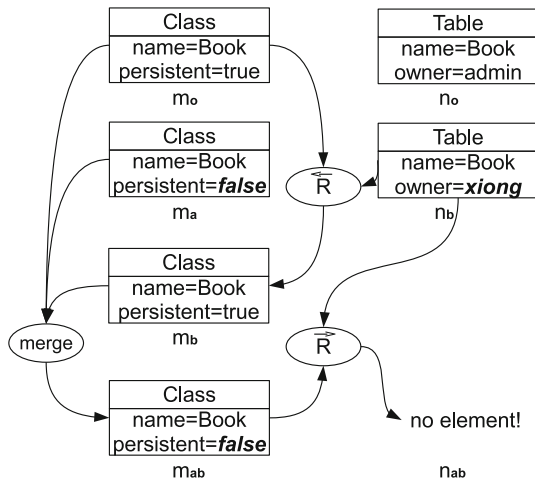 Class
name=Book
persistent=true
mo
Table
name=Book
owner=admin
no
Class
name=Book
persistent=false
ma
R
Table
name=Book
owner=xiong
nb
Class
name=Book
persistent=true
mb
merge
R
Class
name=Book
persistent=false
mab
no element!
nab